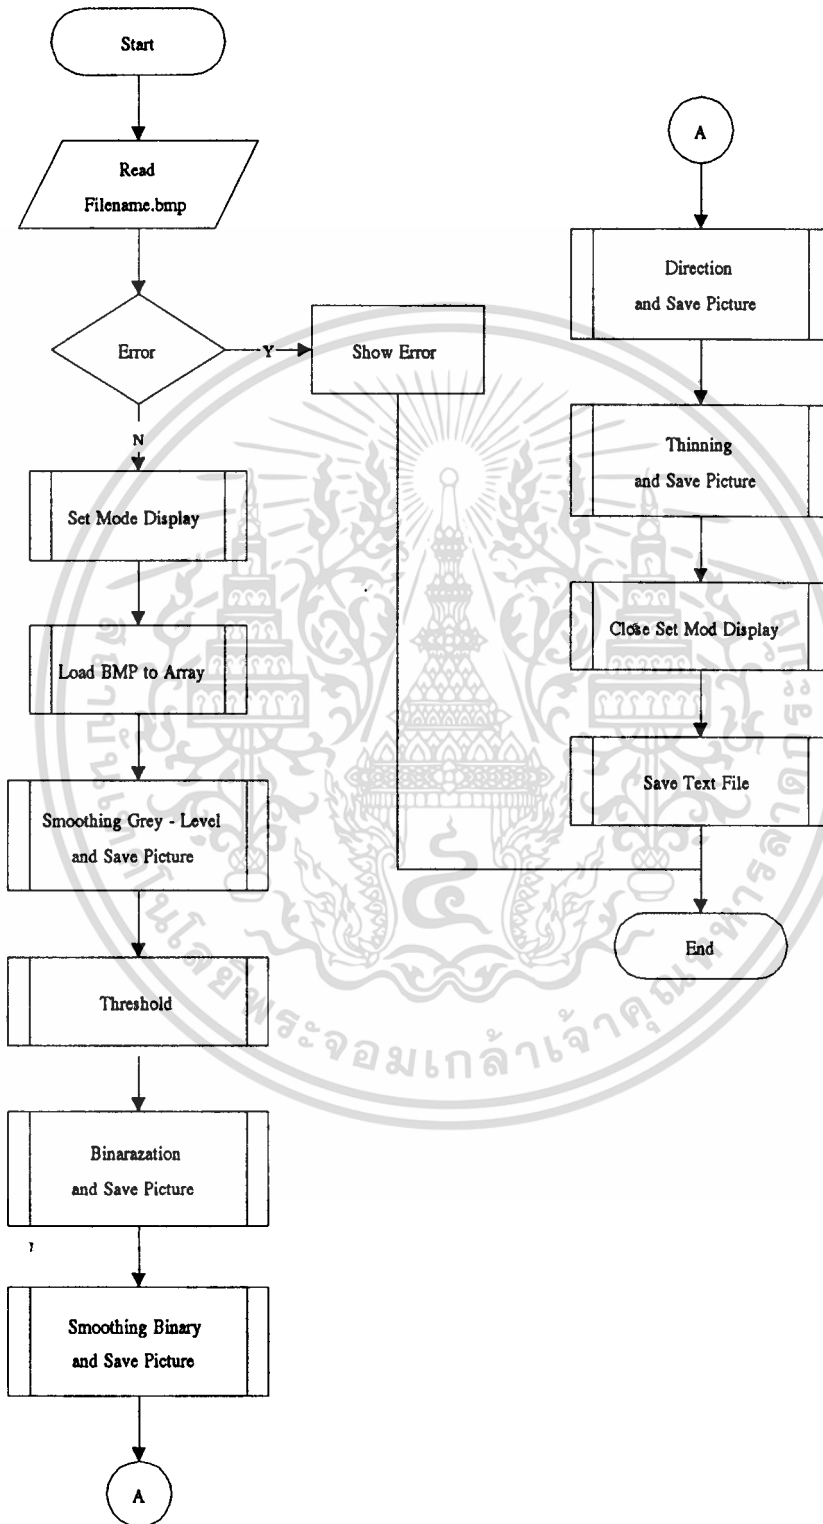 Start
Read
Filename.bmp
Error
Y
Show Error
N
Set Mode Display
Load BMP to Array
Smoothing Grey - Level
and Save Picture
Threshold
Binarazation
and Save Picture
Smoothing Binary
and Save Picture
A
A
Direction
and Save Picture
Thinning
and Save Picture
Close Set Mod Display
Save Text File
End